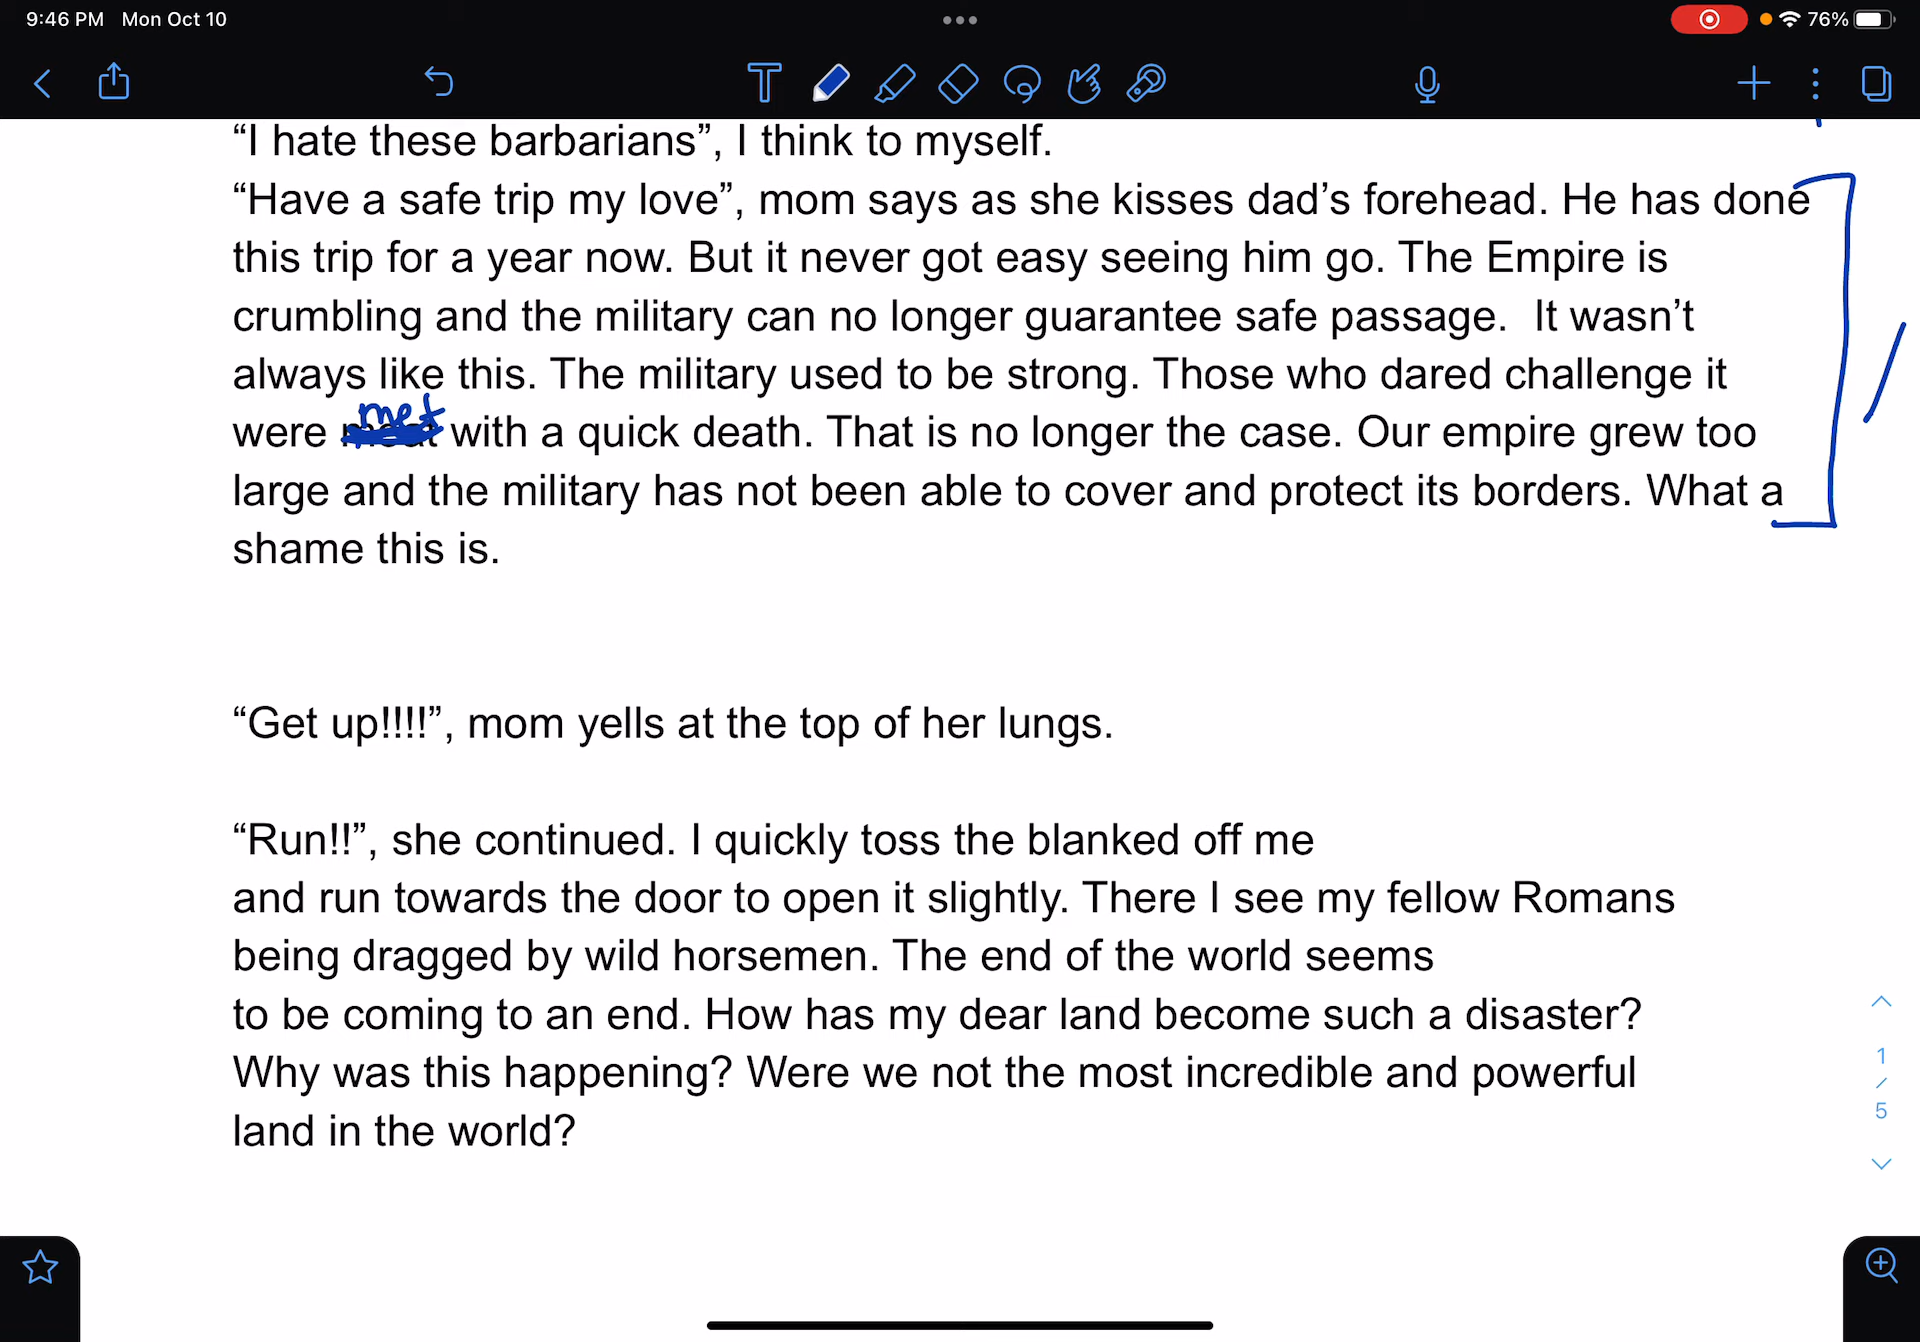 9:46 PM Mon Oct 10
76%
“I hate these barbarians”, I think to myself.
“Have a safe trip my love”, mom says as she kisses dad’s forehead. He has done
this trip for a year now. But it never got easy seeing him go. The Empire is
crumbling and the military can no longer guarantee safe passage.  It wasn’t
always like this. The military used to be strong. Those who dared challenge it
were met with a quick death. That is no longer the case. Our empire grew too
large and the military has not been able to cover and protect its borders. What a
shame this is.
“Get up!!!!”, mom yells at the top of her lungs.
“Run!!”, she continued. I quickly toss the blanked off me
and run towards the door to open it slightly. There I see my fellow Romans
being dragged by wild horsemen. The end of the world seems
to be coming to an end. How has my dear land become such a disaster?
Why was this happening? Were we not the most incredible and powerful
land in the world?
1
/
5